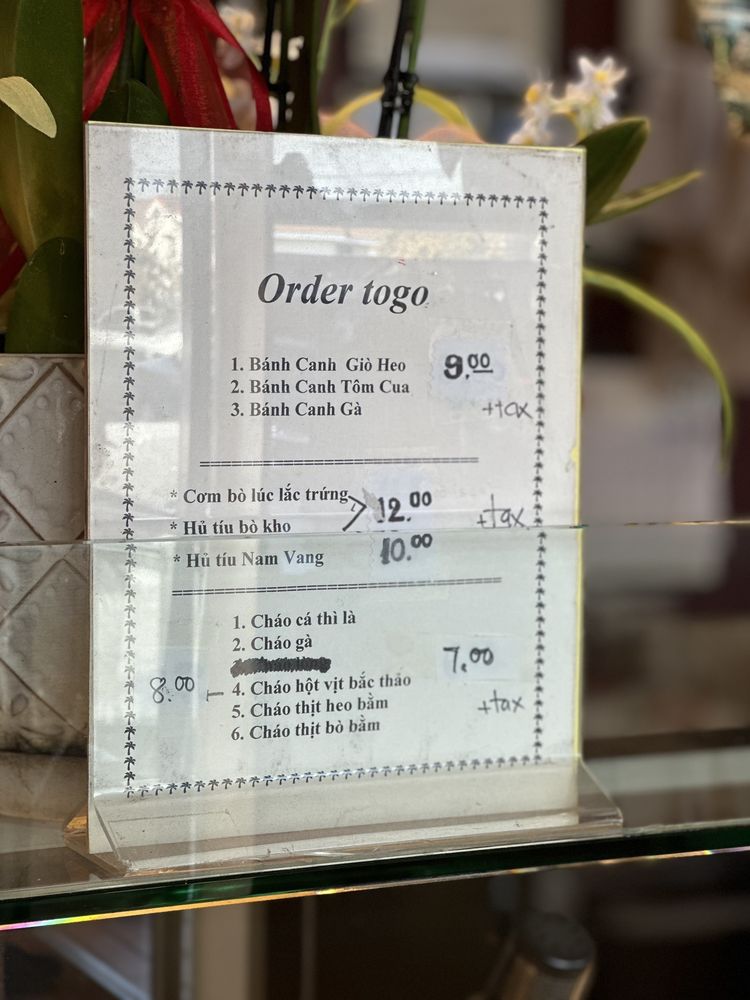 Order togo
1. Bánh Canh Giò Heo 9.00
2. Bánh Canh Tôm Cua
3. Bánh Canh Gà +tax
================================
* Cơm bò lúc lắc trứng
* Hủ tíu bò kho > 12.00 +tax
* Hủ tíu Nam Vang 10.00
================================
1. Cháo cá thì là
2. Cháo gà 7.00
8.00 – 4. Cháo hột vịt bắc thảo
5. Cháo thịt heo bằm +tax
6. Cháo thịt bò bằm